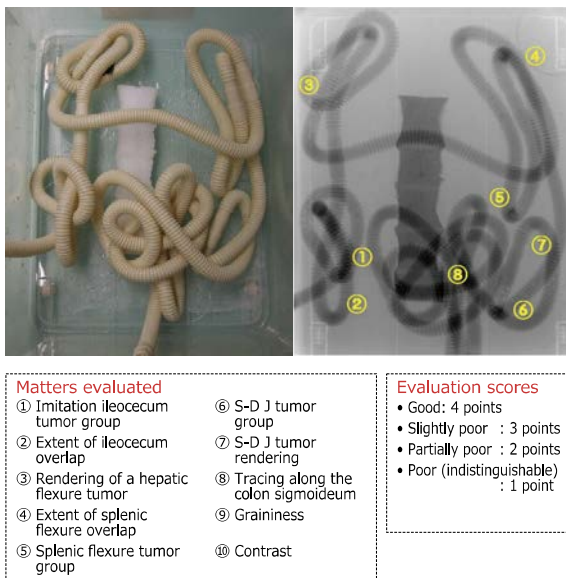 ③
④
⑤
⑦
①
⑧
②
⑥
Matters evaluated
① Imitation ileocecum
tumor group
② Extent of ileocecum
overlap
③ Rendering of a hepatic
flexure tumor
④ Extent of splenic
flexure overlap
⑤ Splenic flexure tumor
group
⑥ S-D J tumor
group
⑦ S-D J tumor
rendering
⑧ Tracing along the
colon sigmoideum
⑨ Graininess
⑩ Contrast
Evaluation scores
• Good: 4 points
• Slightly poor : 3 points
• Partially poor : 2 points
• Poor (indistinguishable)
: 1 point